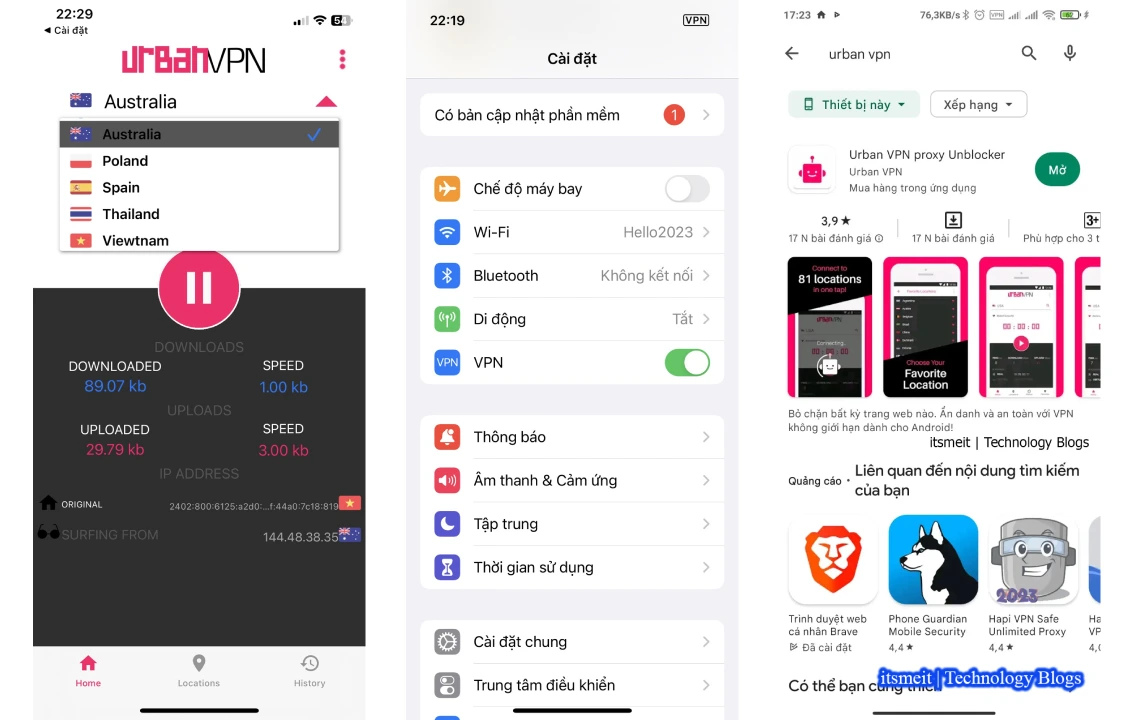 22:29
54
◀ Cài đặt
urbanVPN
Australia
Australia
Poland
Spain
Thailand
Viewtnam
DOWNLOADS
DOWNLOADED
SPEED
89.07 kb
1.00 kb
UPLOADS
UPLOADED
SPEED
29.79 kb
3.00 kb
IP ADDRESS
ORIGINAL
2402:800:6125:a2d0:...f:44a0:7c18:819
SURFING FROM
144.48.38.35
Home
Locations
History
22:19
VPN
Cài đặt
Có bản cập nhật phần mềm
1
Chế độ máy bay
Wi-Fi
Hello2023
Bluetooth
Không kết nối
Di động
Tắt
VPN
VPN
Thông báo
Âm thanh & Cảm ứng
Tập trung
Thời gian sử dụng
Cài đặt chung
Trung tâm điều khiển
17:23
76,3KB/s
VPN
62
urban vpn
Thiết bị này
Xếp hạng
Urban VPN proxy Unblocker
Urban VPN
Mua hàng trong ứng dụng
Mở
3,9★
3+
17 N bài đánh giá
17 N bài đánh giá
Phù hợp cho 3 t
Connect to
81 locations
in one tap!
Connecting...
Choose Your
Favorite
Location
urbanVPN
00 : 00 : 00
Bỏ chặn bất kỳ trang web nào. Ẩn danh và an toàn với VPN
không giới hạn dành cho Android!
itsmeit | Technology Blogs
Quảng cáo •
Liên quan đến nội dung tìm kiếm
của bạn
2023
Trình duyệt web
cá nhân Brave
Đã cài đặt
Phone Guardian
Mobile Security
4,4★
Hapi VPN Safe
Unlimited Proxy
4,4★
Ha
VP
4,
itsmeit | Technology Blogs
Có thể bạn cũng thíc